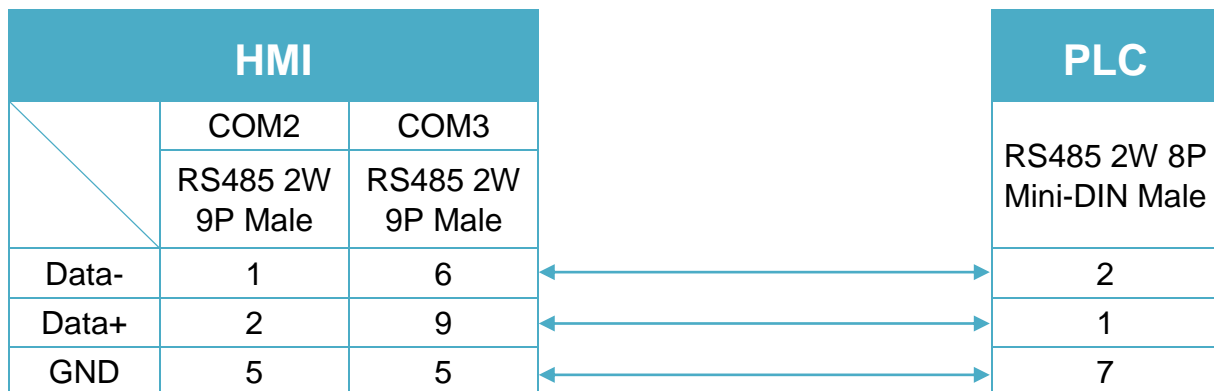 HMI PLC
COM2 COM3
RS485 2W 9P Male RS485 2W 9P Male RS485 2W 8P Mini-DIN Male
Data- 1 6 2
Data+ 2 9 1
GND 5 5 7